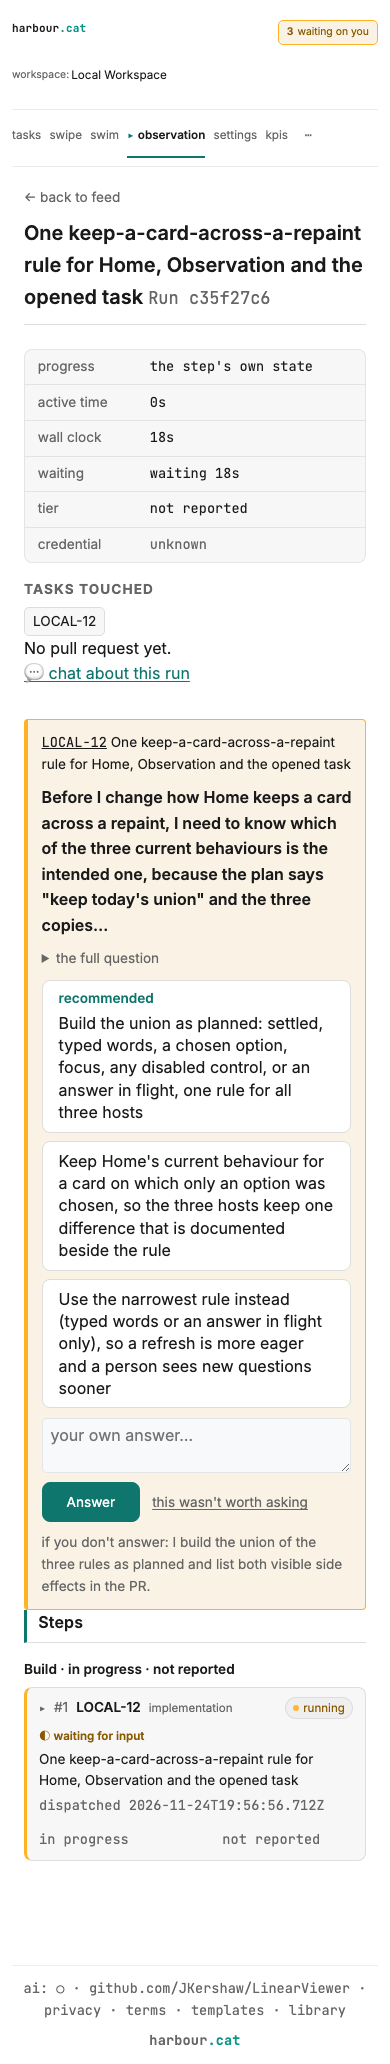 harbour.cat
3 waiting on you
workspace: Local Workspace
tasks swipe swim ▸ observation settings kpis ···
← back to feed
One keep-a-card-across-a-repaint
rule for Home, Observation and the
opened task Run c35f27c6
progress the step's own state
active time 0s
wall clock 18s
waiting waiting 18s
tier not reported
credential unknown
TASKS TOUCHED
LOCAL-12
No pull request yet.
💬 chat about this run
LOCAL-12 One keep-a-card-across-a-repaint
rule for Home, Observation and the opened task
Before I change how Home keeps a card
across a repaint, I need to know which
of the three current behaviours is the
intended one, because the plan says
"keep today's union" and the three
copies…
▶ the full question
recommended
Build the union as planned: settled,
typed words, a chosen option,
focus, any disabled control, or an
answer in flight, one rule for all
three hosts
Keep Home's current behaviour for
a card on which only an option was
chosen, so the three hosts keep one
difference that is documented
beside the rule
Use the narrowest rule instead
(typed words or an answer in flight
only), so a refresh is more eager
and a person sees new questions
sooner
your own answer…
Answer this wasn't worth asking
if you don't answer: I build the union of the
three rules as planned and list both visible side
effects in the PR.
Steps
Build · in progress · not reported
▸ #1 LOCAL-12 implementation running
◐ waiting for input
One keep-a-card-across-a-repaint rule for
Home, Observation and the opened task
dispatched 2026-11-24T19:56:56.712Z
in progress not reported
ai: ○ · github.com/JKershaw/LinearViewer ·
privacy · terms · templates · library
harbour.cat